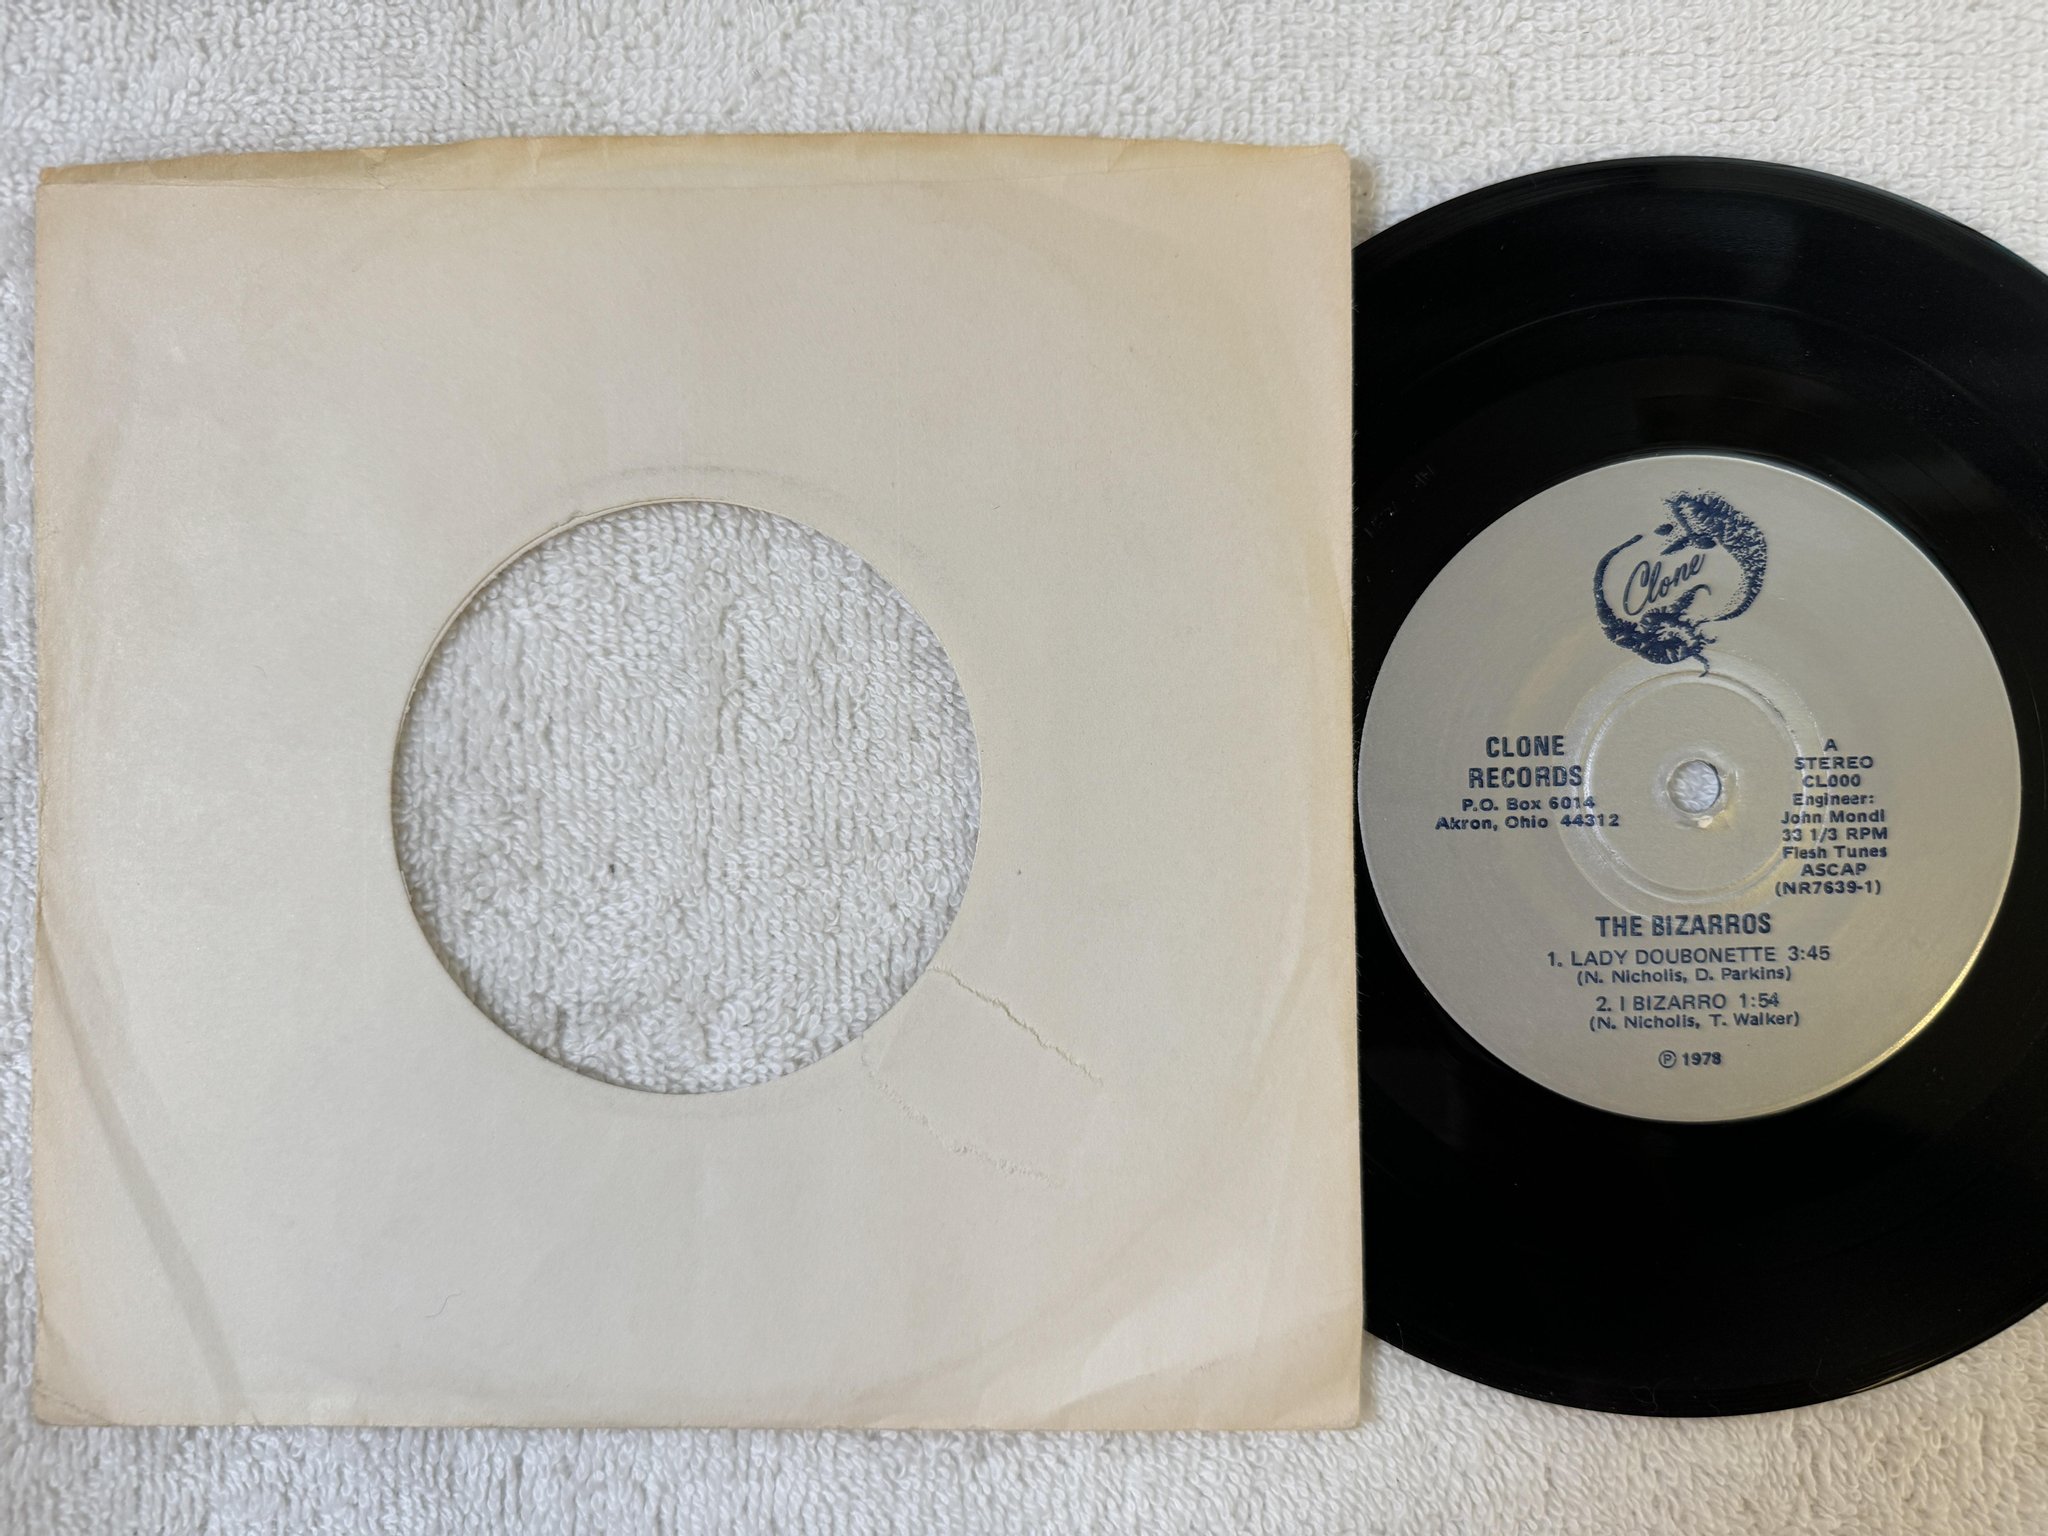 Clone
CLONE
RECORDS
P.O. Box 6014
Akron, Ohio 44312
A
STEREO
CL000
Engineer:
John Mondl
33 1/3 RPM
Flesh Tunes
ASCAP
(NR7639-1)
THE BIZARROS
1. LADY DOUBONETTE 3:45
(N. Nicholis, D. Parkins)
2. I BIZARRO 1:54
(N. Nicholis, T. Walker)
℗ 1978